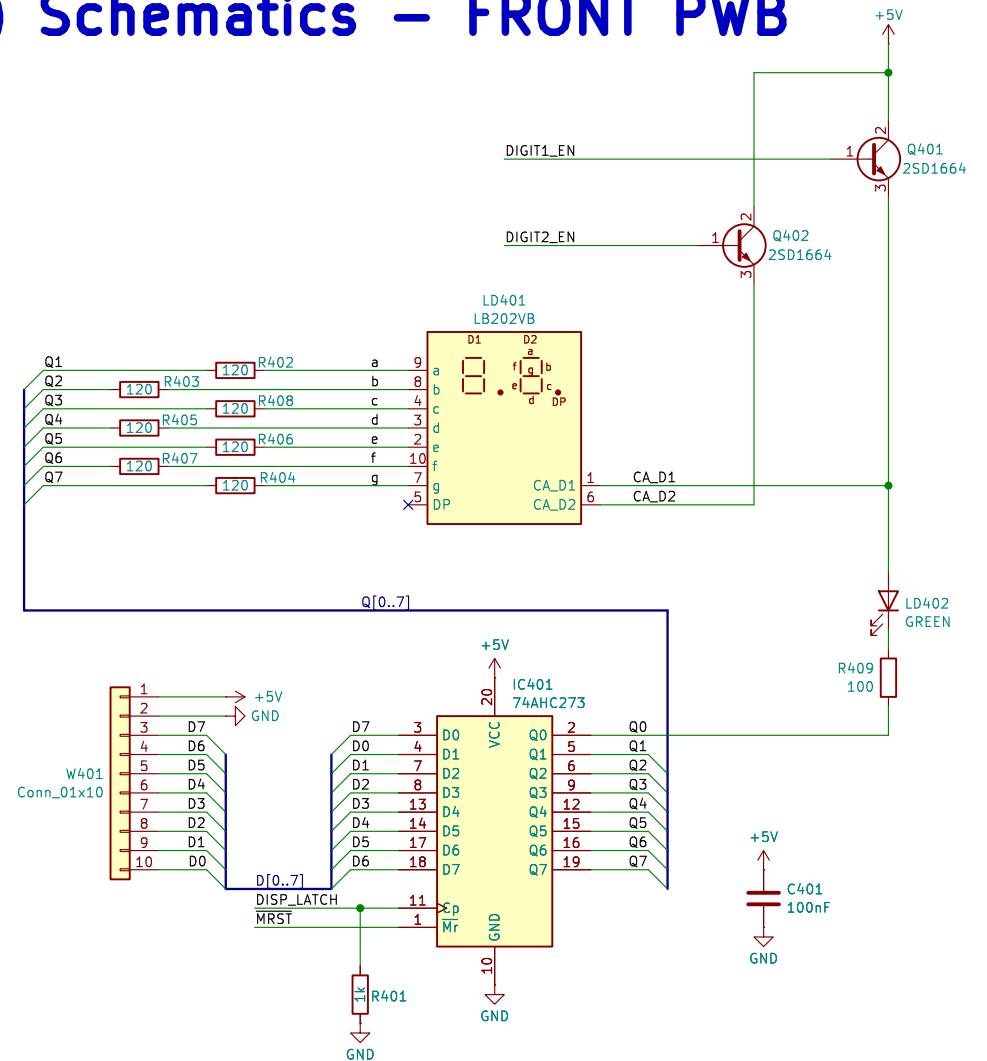 ) Schematics – FRONT PWB
+5V
DIGIT1_EN
1
2
3
Q401
2SD1664
DIGIT2_EN
1
2
3
Q402
2SD1664
LD401
LB202VB
D1
D2
a
f
g
b
e
c
d
DP
Q1
120
R402
a
9
a
Q2
120
R403
b
8
b
Q3
120
R408
c
4
c
Q4
120
R405
d
3
d
Q5
120
R406
e
2
e
Q6
120
R407
f
10
f
Q7
120
R404
g
7
g
5
DP
CA_D1
1
CA_D1
CA_D2
6
CA_D2
Q[0..7]
LD402
GREEN
R409
100
+5V
IC401
74AHC273
20
VCC
W401
Conn_01x10
1
+5V
2
GND
3
D7
4
D6
5
D5
6
D4
7
D3
8
D2
9
D1
10
D0
D[0..7]
D7
3
D0
Q0
2
Q0
D0
4
D1
Q1
5
Q1
D1
7
D2
Q2
6
Q2
D2
8
D3
Q3
9
Q3
D3
13
D4
Q4
12
Q4
D4
14
D5
Q5
15
Q5
D5
17
D6
Q6
16
Q6
D6
18
D7
Q7
19
Q7
DISP_LATCH
11
Cp
MRST
1
Mr
GND
10
GND
1k
R401
GND
+5V
C401
100nF
GND